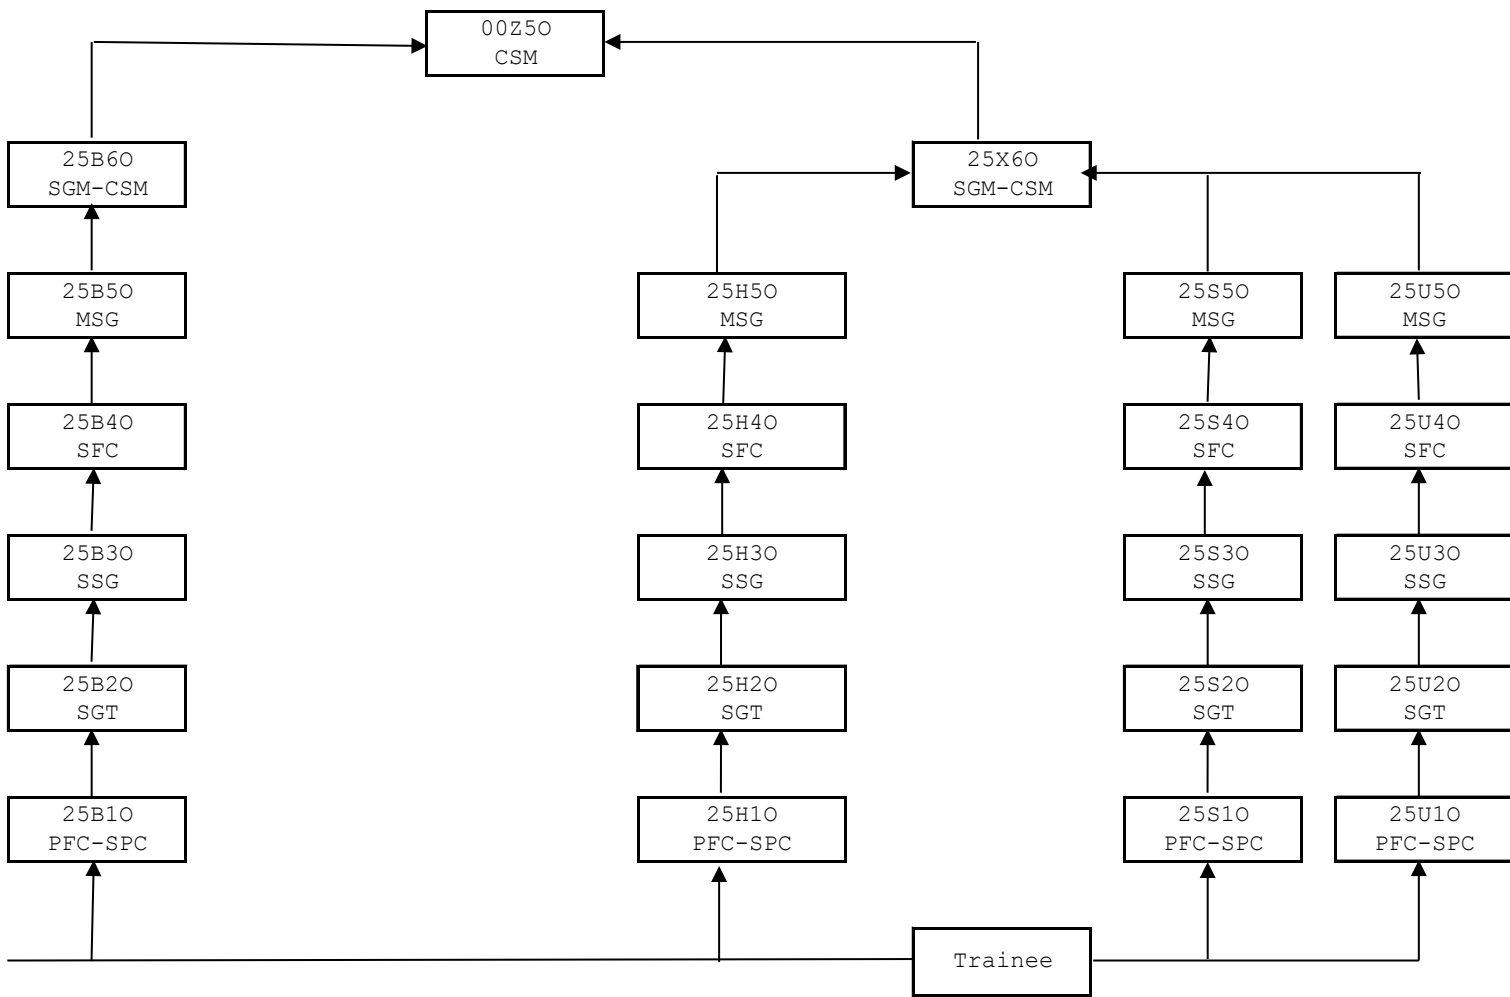 00Z5O
CSM
25B6O
SGM-CSM
25X6O
SGM-CSM
25B5O
MSG
25H5O
MSG
25S5O
MSG
25U5O
MSG
25B4O
SFC
25H4O
SFC
25S4O
SFC
25U4O
SFC
25B3O
SSG
25H3O
SSG
25S3O
SSG
25U3O
SSG
25B2O
SGT
25H2O
SGT
25S2O
SGT
25U2O
SGT
25B1O
PFC-SPC
25H1O
PFC-SPC
25S1O
PFC-SPC
25U1O
PFC-SPC
Trainee